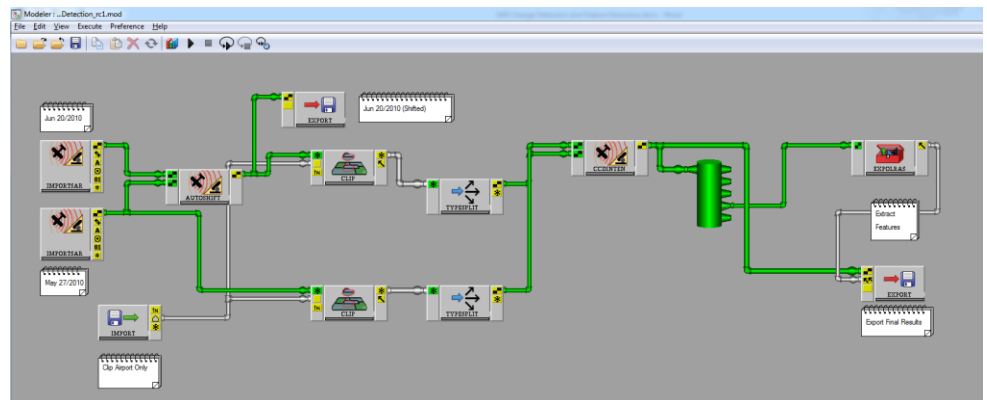 Modeler : ...Detection_rc1.mod
File Edit View Execute Preference Help
Jun 20/2010
EXPORT
Jun 20/2010 (Shifted)
IMPORTSAR
AUTOSHIFT
CLIP
TYPESPLIT
CCDINTEN
EXPOLRAS
IMPORTSAR
Extract
Features
May 27/2010
IMPORT
CLIP
TYPESPLIT
EXPORT
Clip Airport Only
Export Final Results